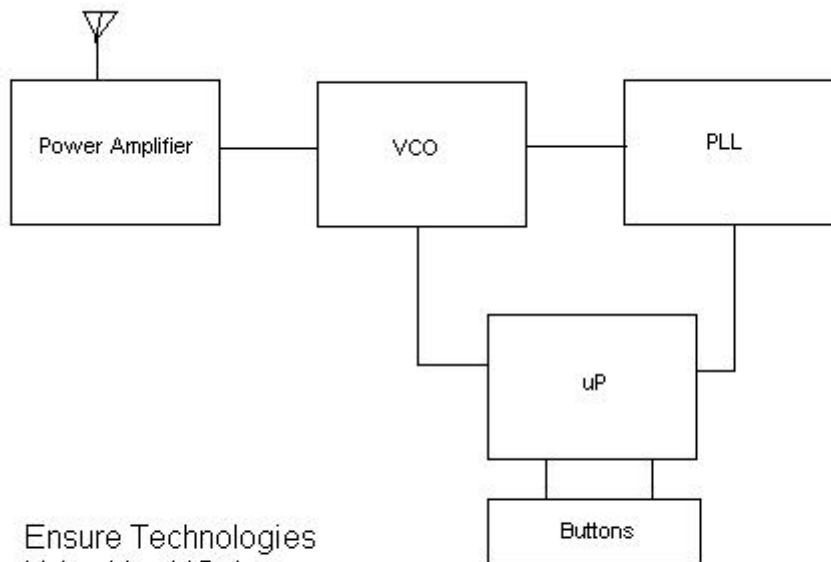 Power Amplifier
VCO
PLL
uP
Buttons
Ensure Technologies